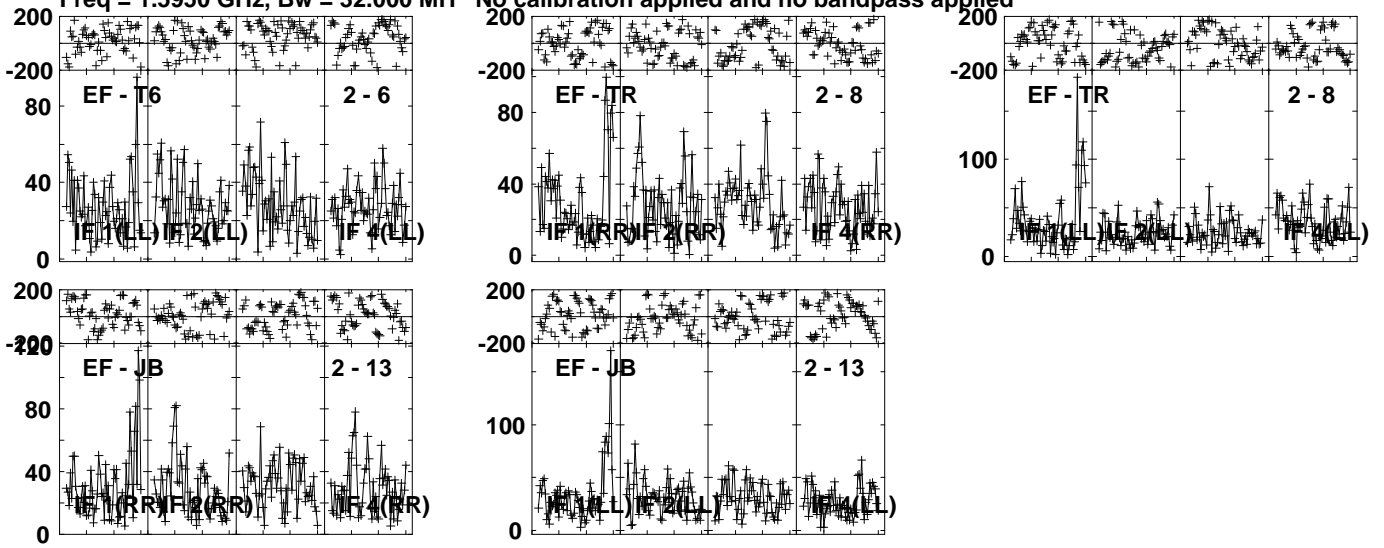 Freq = 1.5950 GHz, Bw = 32.000 MH No calibration applied and no bandpass applied
200
-200
EF - T6
2 - 6
80
40
0
IF 1(LL)
IF 2(LL)
IF 4(LL)
200
-200
EF - TR
2 - 8
80
40
0
IF 1(RR)
IF 2(RR)
IF 4(RR)
200
-200
EF - TR
2 - 8
100
0
IF 1(LL)
IF 2(LL)
IF 4(LL)
200
-200
120
EF - JB
2 - 13
80
40
0
IF 1(RR)
IF 2(RR)
IF 4(RR)
200
-200
EF - JB
2 - 13
100
0
IF 1(LL)
IF 2(LL)
IF 4(LL)